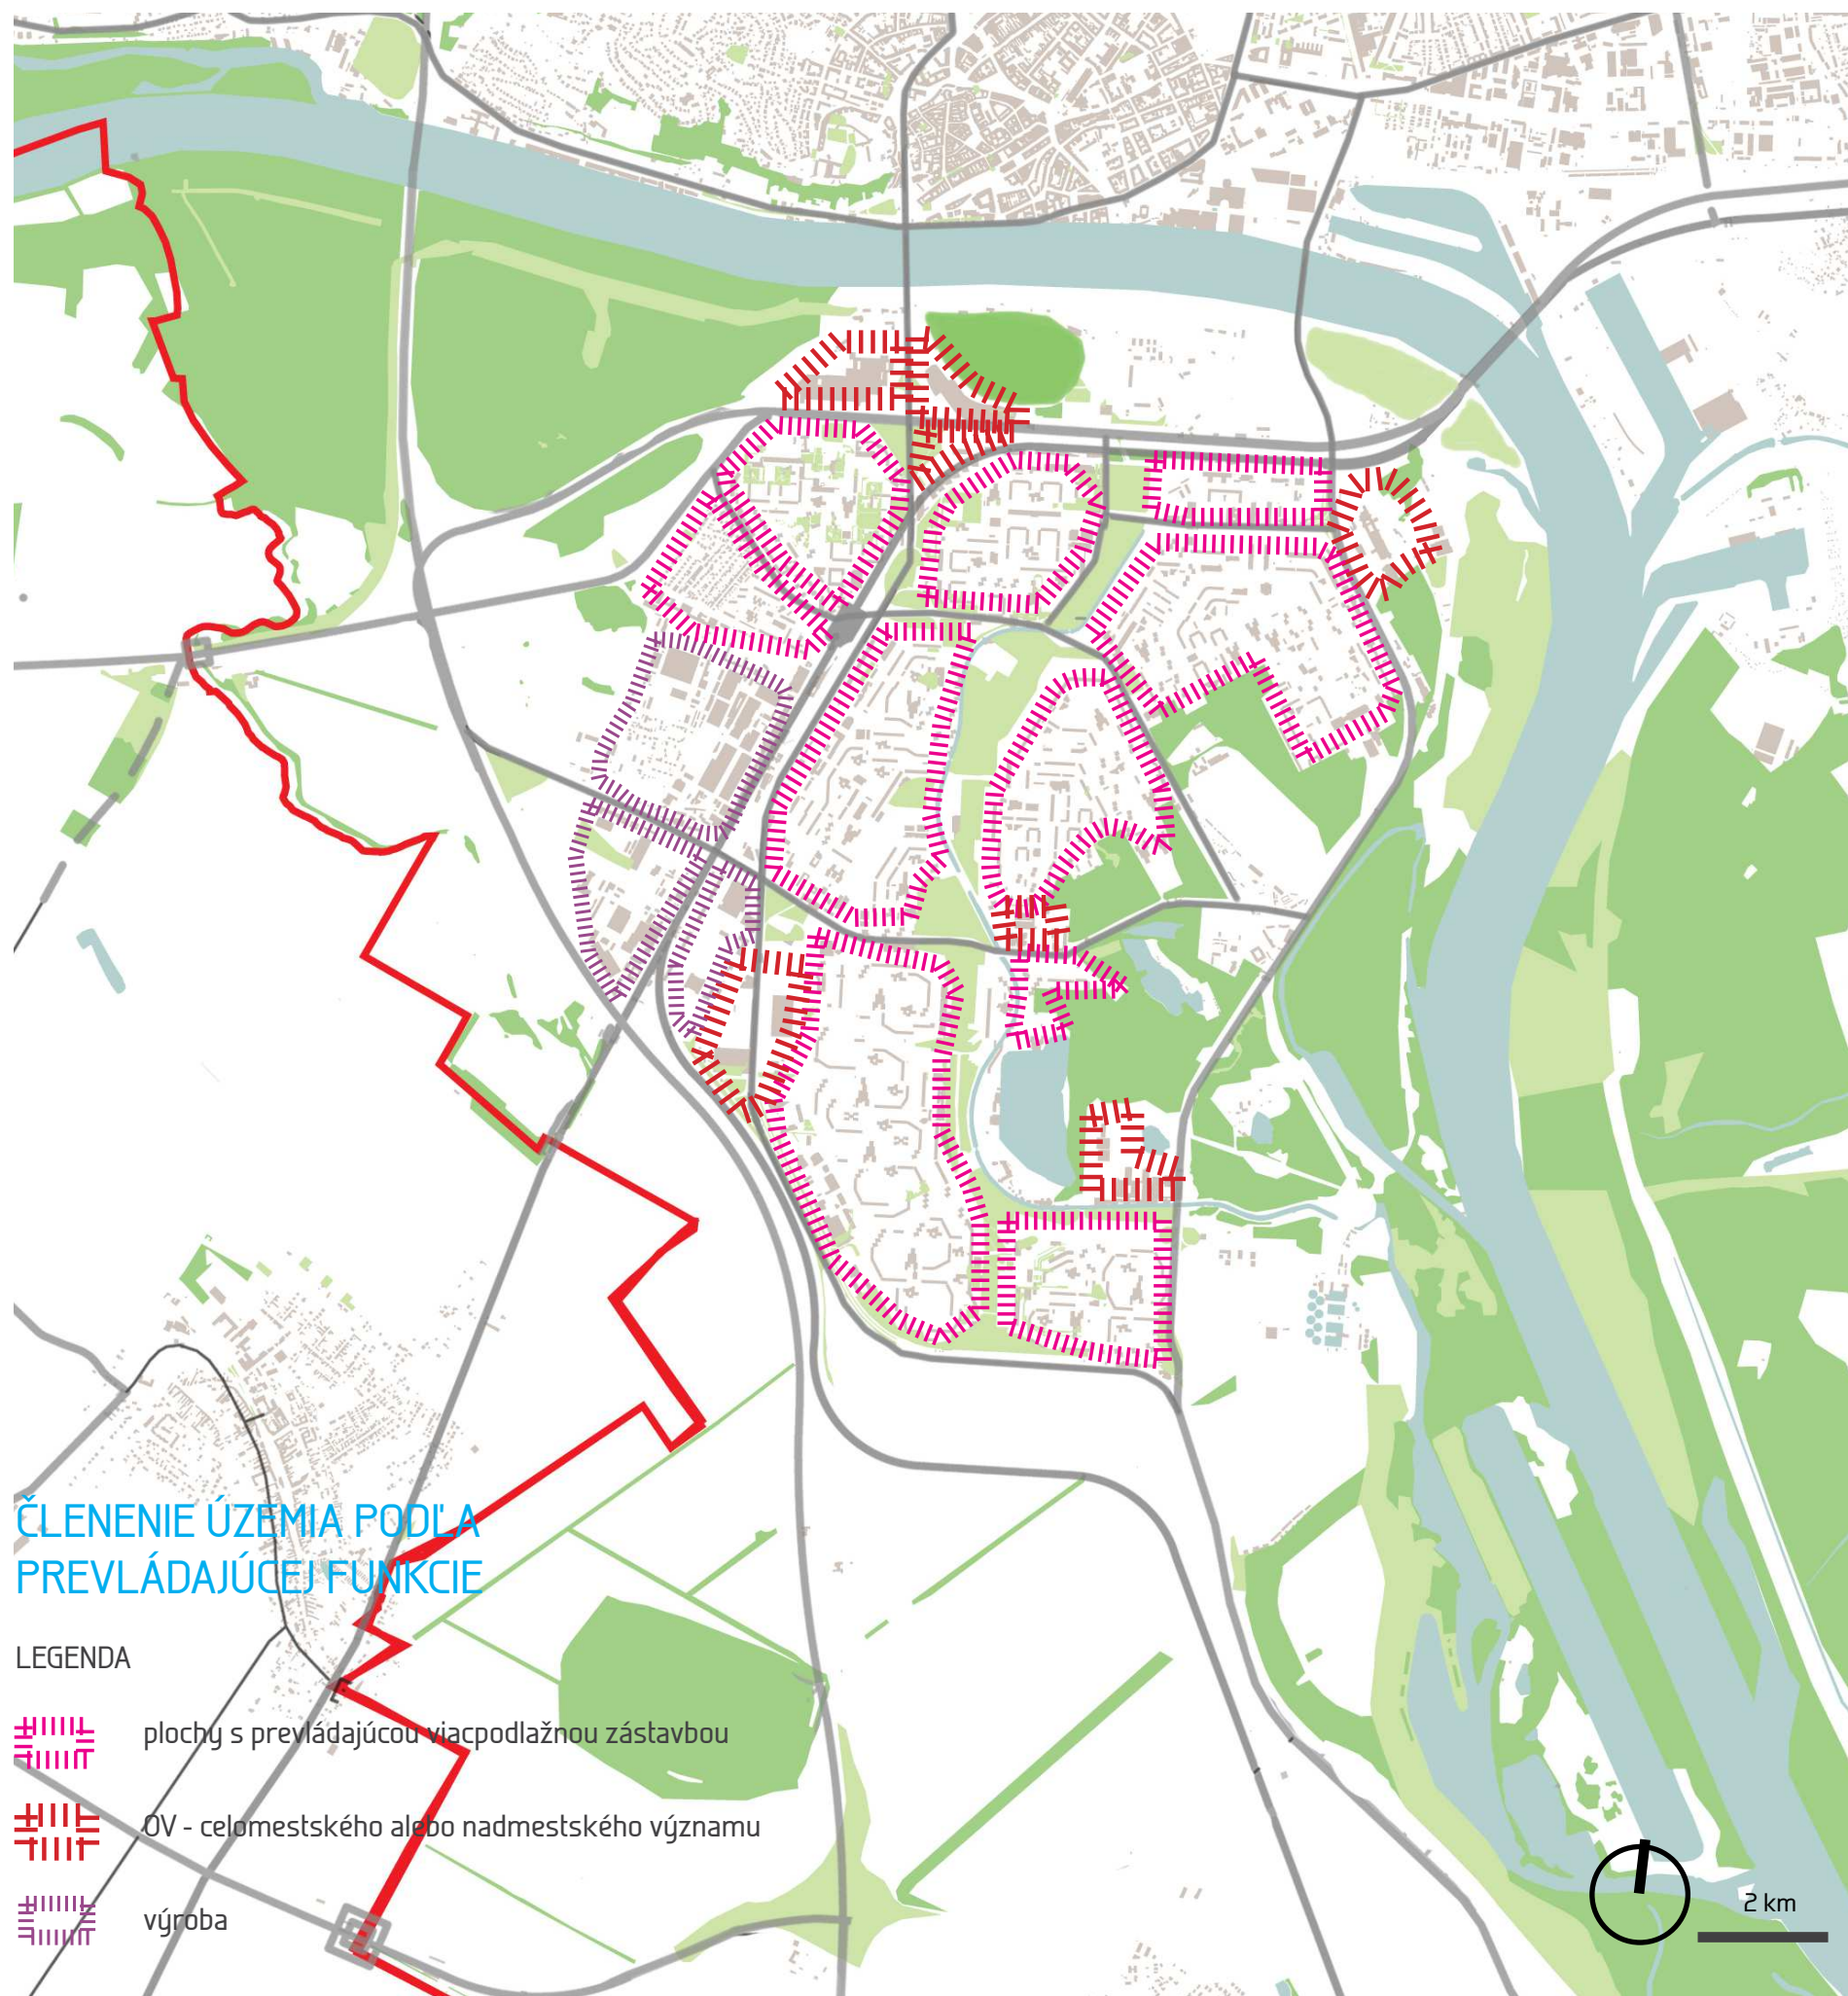 ČLENENIE ÚZEMIA PODĽA
PREVLÁDAJÚCEJ FUNKCIE
LEGENDA
plochy s prevládajúcou viacpodlažnou zástavbou
OV - celomestského alebo nadmestského významu
výroba
2 km